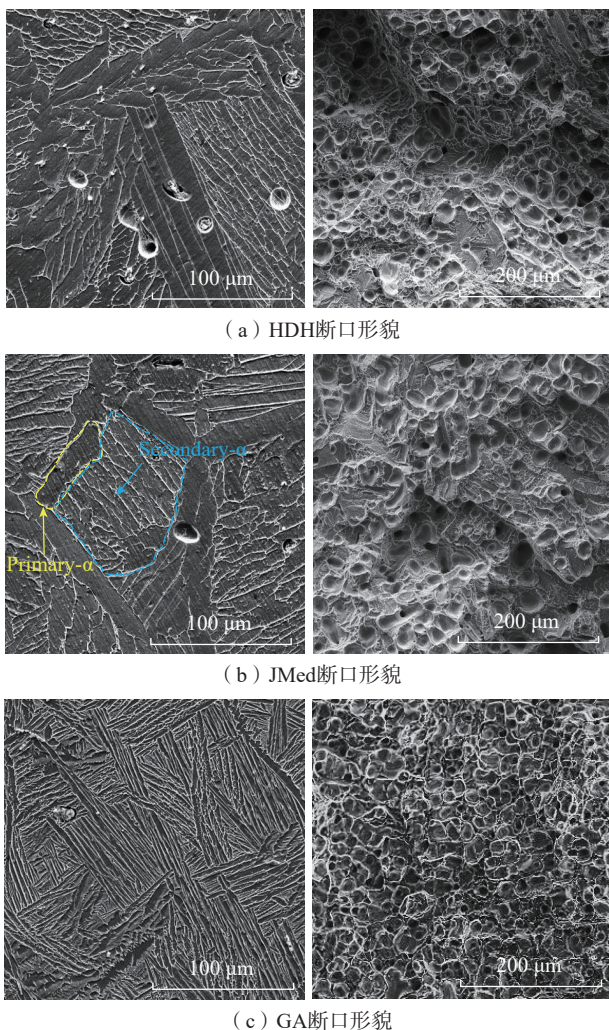 100 μm
200 μm
（a）HDH断口形貌
Secondary-α
Primary-α
100 μm
200 μm
（b）JMed断口形貌
100 μm
200 μm
（c）GA断口形貌